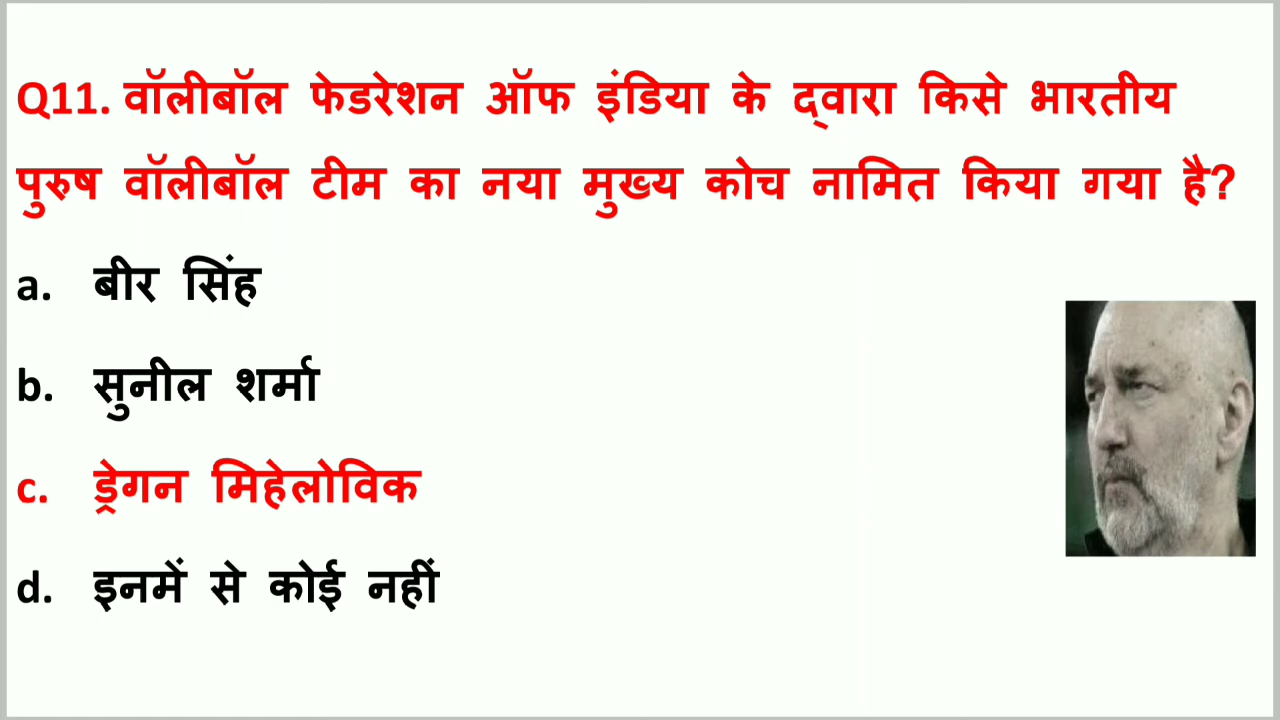 Q11. वॉलीबॉल फेडरेशन ऑफ इंडिया के द्वारा किसे भारतीय
पुरुष वॉलीबॉल टीम का नया मुख्य कोच नामित किया गया है?
a. बीर सिंह
b. सुनील शर्मा
c. ड्रेगन मिहेलोविक
d. इनमें से कोई नहीं